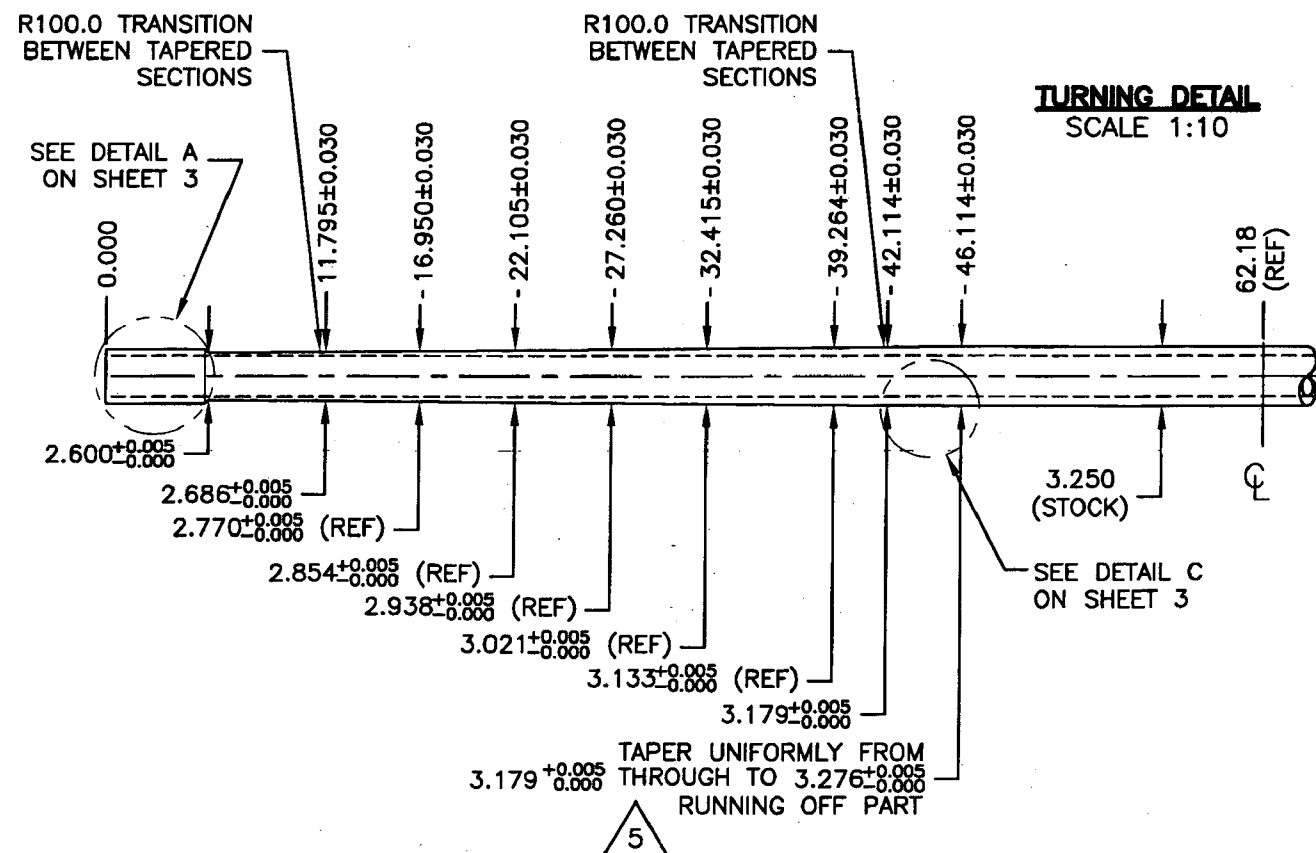 R100.0 TRANSITION
BETWEEN TAPERED
SECTIONS
R100.0 TRANSITION
BETWEEN TAPERED
SECTIONS
TURNING DETAIL
SCALE 1:10
SEE DETAIL A
ON SHEET 3
0.000
11.795±0.030
16.950±0.030
22.105±0.030
27.260±0.030
32.415±0.030
39.264±0.030
42.114±0.030
46.114±0.030
62.18
(REF)
2.600+0.005-0.000
2.686+0.005-0.000
2.770+0.005-0.000 (REF)
2.854+0.005-0.000 (REF)
2.938+0.005-0.000 (REF)
3.021+0.005-0.000 (REF)
3.133+0.005-0.000 (REF)
3.179+0.005-0.000
3.250
(STOCK)
℄
SEE DETAIL C
ON SHEET 3
TAPER UNIFORMLY FROM
3.179 +0.005 0.000 THROUGH TO 3.276+0.005-0.000
RUNNING OFF PART
5